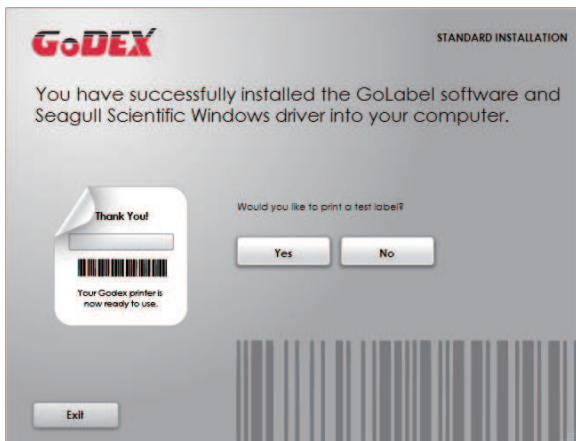 GoDEX
STANDARD INSTALLATION
You have successfully installed the GoLabel software and
Seagull Scientific Windows driver into your computer.
Thank You!
Your Godex printer is
now ready to use.
Would you like to print a test label?
Yes
No
Exit